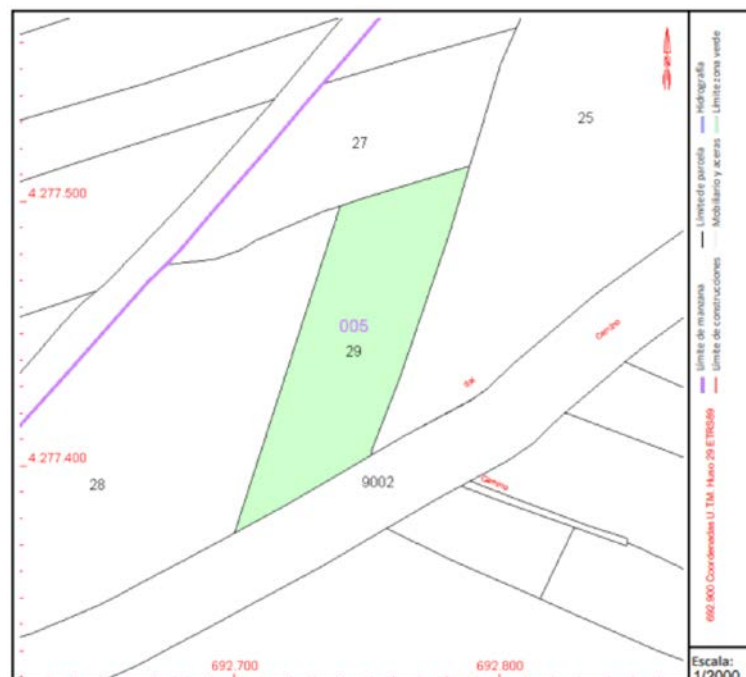 25
27
4.277.500
005
29
Camino
4.277.400
9002
28
Camino
692.700
692.800
Límite de manzana
Límite de parcela
Hidrografía
Límite de construcciones
Mobiliario y aceras
Límite zona verde
692.900 Coordenadas U.T.M. Huso 29 ETRS89
Escala:
1/2000